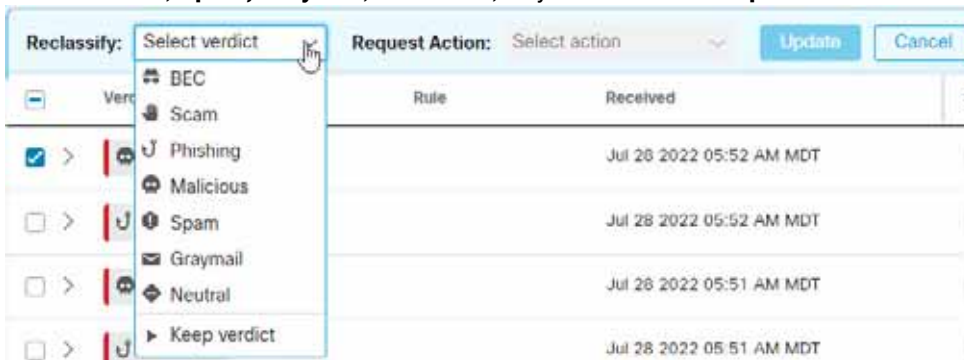 Reclassify: Select verdict Request Action: Select action Update Cancel
Verd Rule Received
BEC
Scam
Phishing
Malicious
Spam
Graymail
Neutral
Keep verdict
Jul 28 2022 05:52 AM MDT
Jul 28 2022 05:52 AM MDT
Jul 28 2022 05:51 AM MDT
Jul 28 2022 05:51 AM MDT